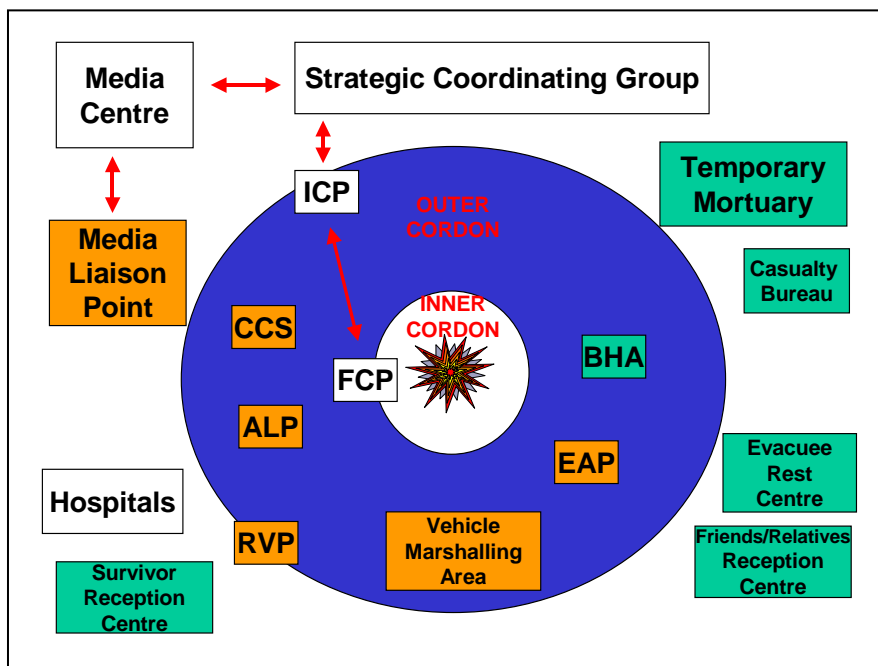 Media
Centre
Strategic Coordinating Group
ICP
OUTER
CORDON
Temporary
Mortuary
Media
Liaison
Point
Casualty
Bureau
CCS
INNER
CORDON
FCP
BHA
ALP
EAP
Evacuee
Rest
Centre
Hospitals
RVP
Vehicle
Marshalling
Area
Friends/Relatives
Reception
Centre
Survivor
Reception
Centre